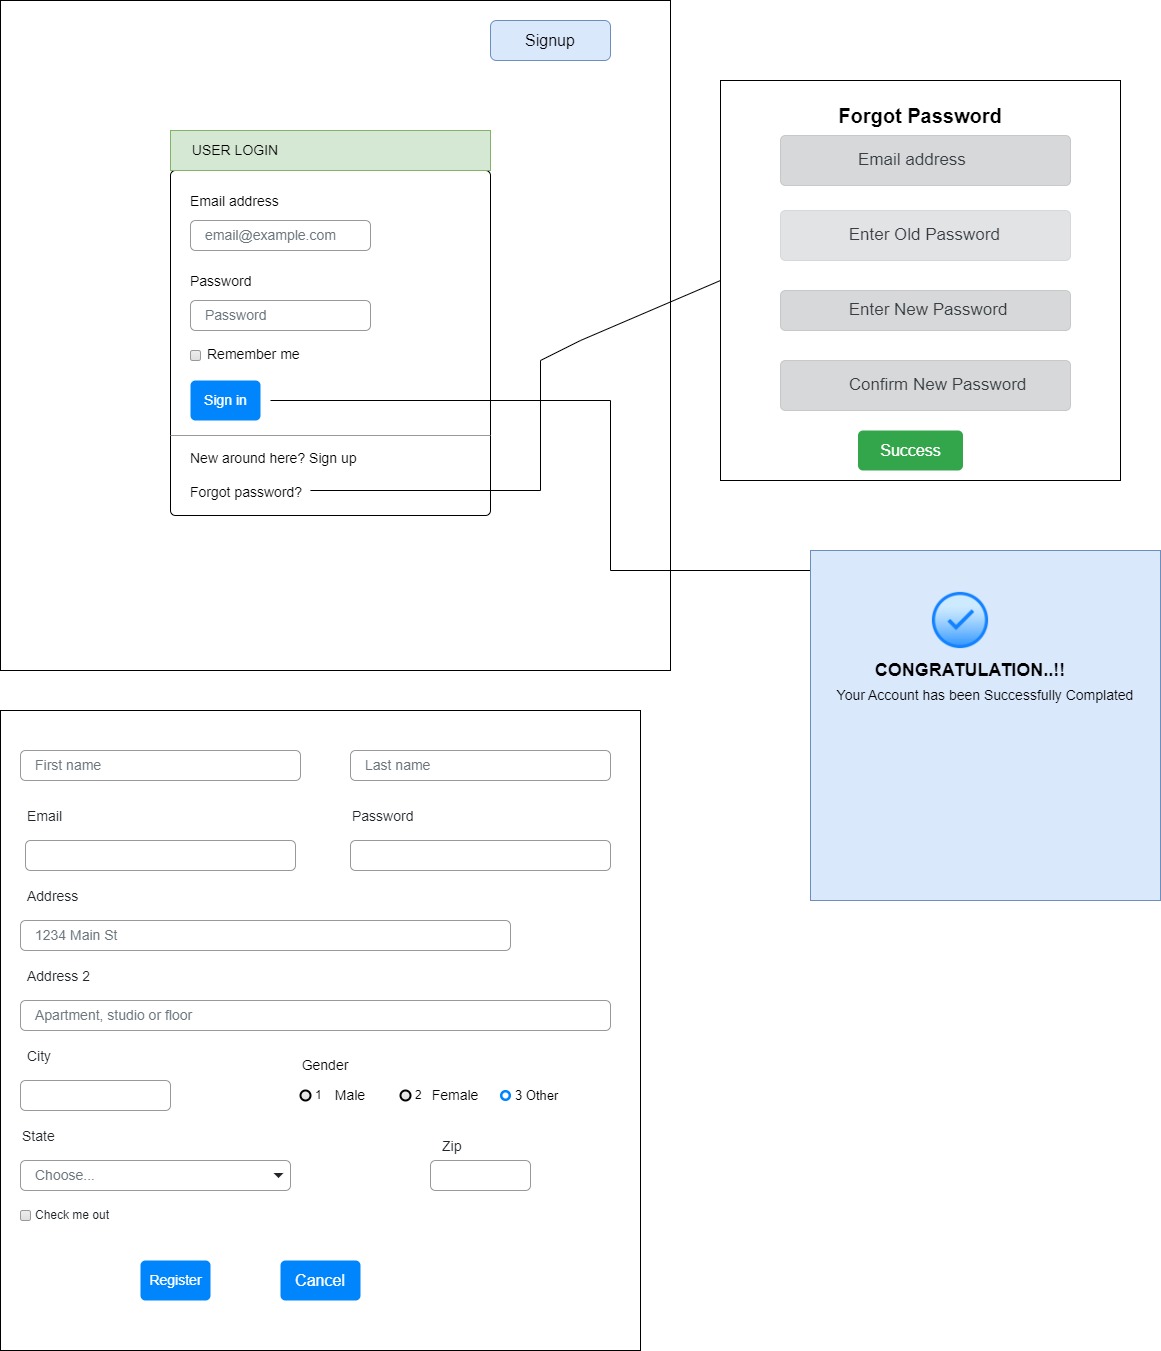 Signup
USER LOGIN
Email address
email@example.com
Password
Password
Remember me
Sign in
New around here? Sign up
Forgot password?
Forgot Password
Email address
Enter Old Password
Enter New Password
Confirm New Password
Success
CONGRATULATION..!!
Your Account has been Successfully Complated
First name Last name
Email Password
Address
1234 Main St
Address 2
Apartment, studio or floor
City
Gender
1 Male 2 Female 3 Other
State
Zip
Choose...
Check me out
Register Cancel